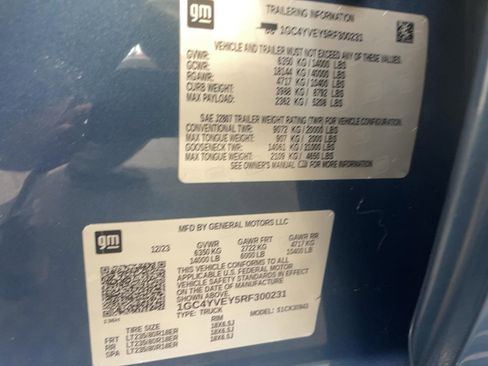 gm
TRAILERING INFORMATION
1GC4YVEY5RF300231
VEHICLE AND TRAILER MUST NOT EXCEED ANY OF THESE RATINGS
GVWR: 6350 KG / 14000 LBS
GCWR: 18144 KG / 40000 LBS
RGAWR: 4717 KG / 10400 LBS
CURB WEIGHT: 3988 KG / 8792 LBS
MAX PAYLOAD: 2362 KG / 5208 LBS
SAE J2807 TRAILER WEIGHT RATING (TWR) FOR VEHICLE CONFIGURATION.
CONVENTIONAL TWR: 9072 KG / 20000 LBS
MAX TONGUE WEIGHT: 907 KG / 2000 LBS
GOOSENECK TWR: 14061 KG / 31000 LBS
MAX TONGUE WEIGHT: 2109 KG / 4650 LBS
SEE OWNER'S MANUAL FOR MORE INFORMATION.
gm
MFD BY GENERAL MOTORS LLC
12/23 GVWR GAWR FRT GAWR RR
6350 KG 2722 KG 4717 KG
14000 LB 6000 LB 10400 LB
THIS VEHICLE CONFORMS TO ALL
APPLICABLE U.S. FEDERAL MOTOR
VEHICLE SAFETY STANDARDS IN EFFECT
ON THE DATE OF MANUFACTURE
SHOWN ABOVE.
1GC4YVEY5RF300231
TYPE: TRUCK MODEL:
TIRE SIZE RIM
FRT LT235/80R18ER 18X6.5J
RR LT235/80R18ER 18X6.5J
SPA LT235/80R18ER 18X6.5J